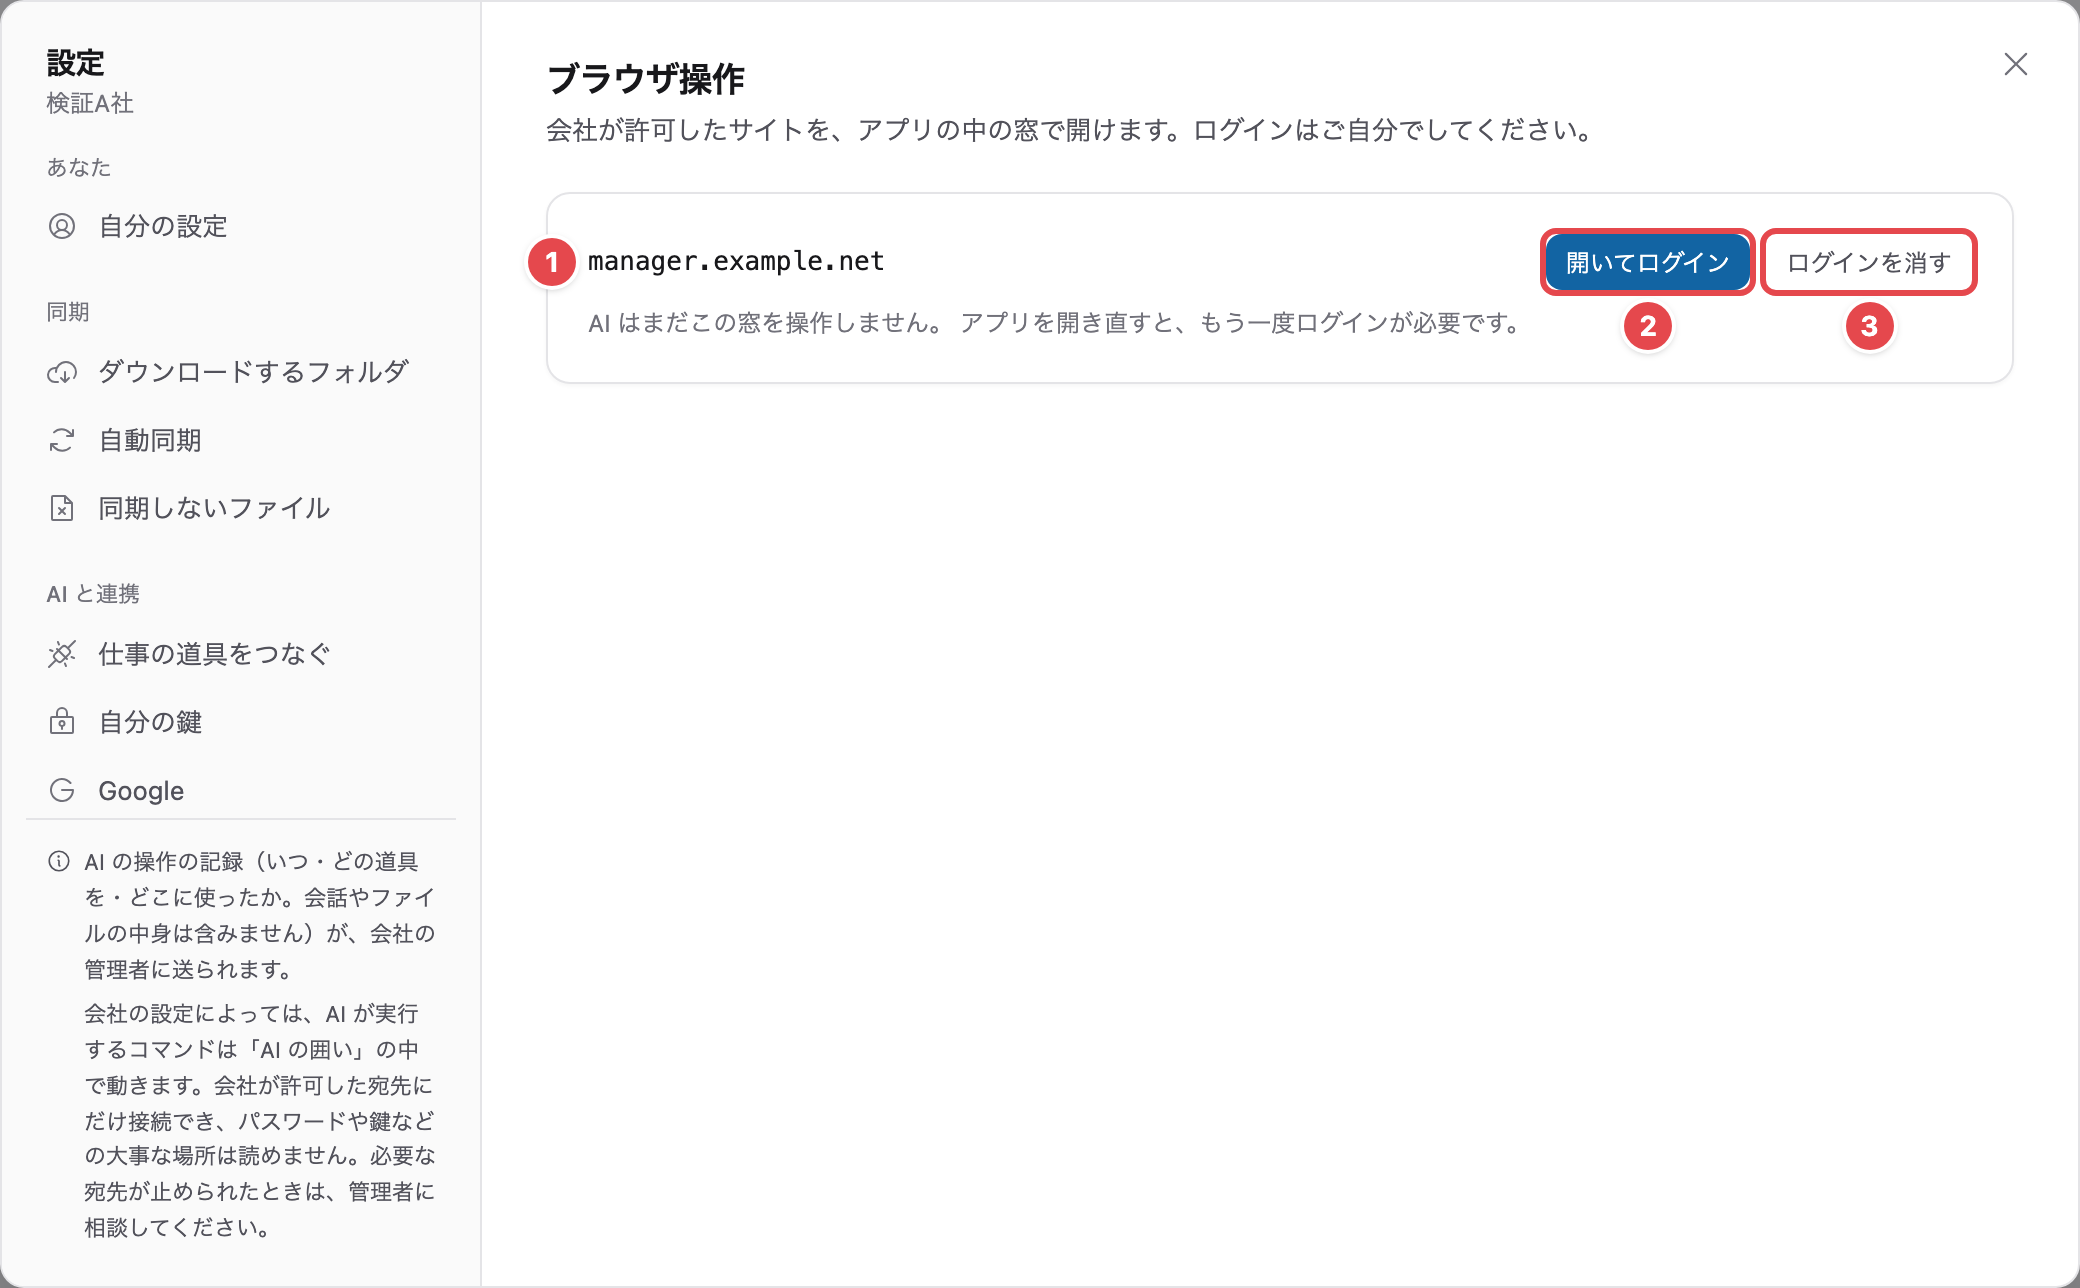 設定
検証A社
あなた
自分の設定
同期
ダウンロードするフォルダ
自動同期
同期しないファイル
AI と連携
仕事の道具をつなぐ
自分の鍵
Google
AI の操作の記録（いつ・どの道具
を・どこに使ったか。会話やファイ
ルの中身は含みません）が、会社の
管理者に送られます。
会社の設定によっては、AI が実行
するコマンドは「AI の囲い」の中
で動きます。会社が許可した宛先に
だけ接続でき、パスワードや鍵など
の大事な場所は読めません。必要な
宛先が止められたときは、管理者に
相談してください。
ブラウザ操作
会社が許可したサイトを、アプリの中の窓で開けます。ログインはご自分でしてください。
1 manager.example.net
開いてログイン
ログインを消す
AI はまだこの窓を操作しません。 アプリを開き直すと、もう一度ログインが必要です。
2
3